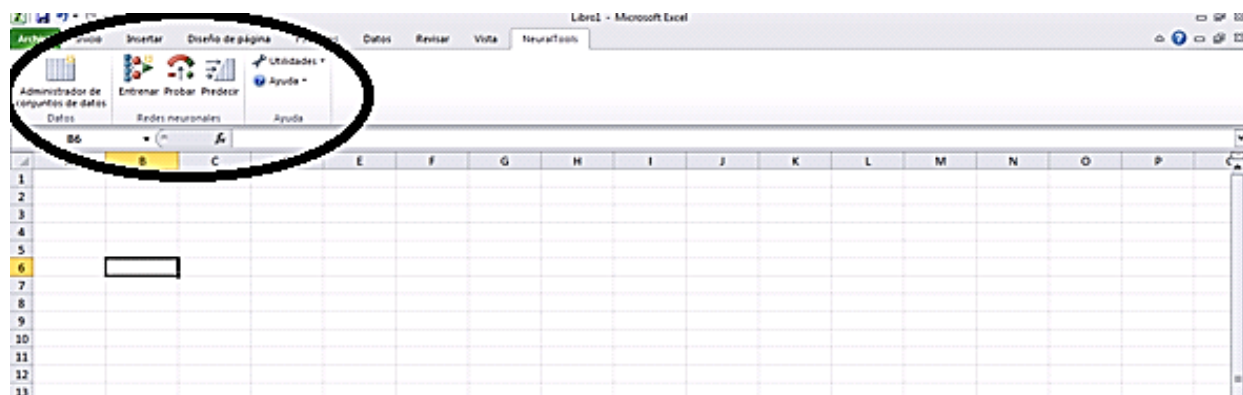 Libro1 - Microsoft Excel
Insertar Diseño de página Datos Revisar Vista NeuralTools
Administrador de conjuntos de datos
Entrenar Probar Predecir
Utilidades
Ayuda
Datos Redes neuronales Ayuda
B6 fx
B C E F G H I J K L M N O P
1
2
3
4
5
6
7
8
9
10
11
12
13